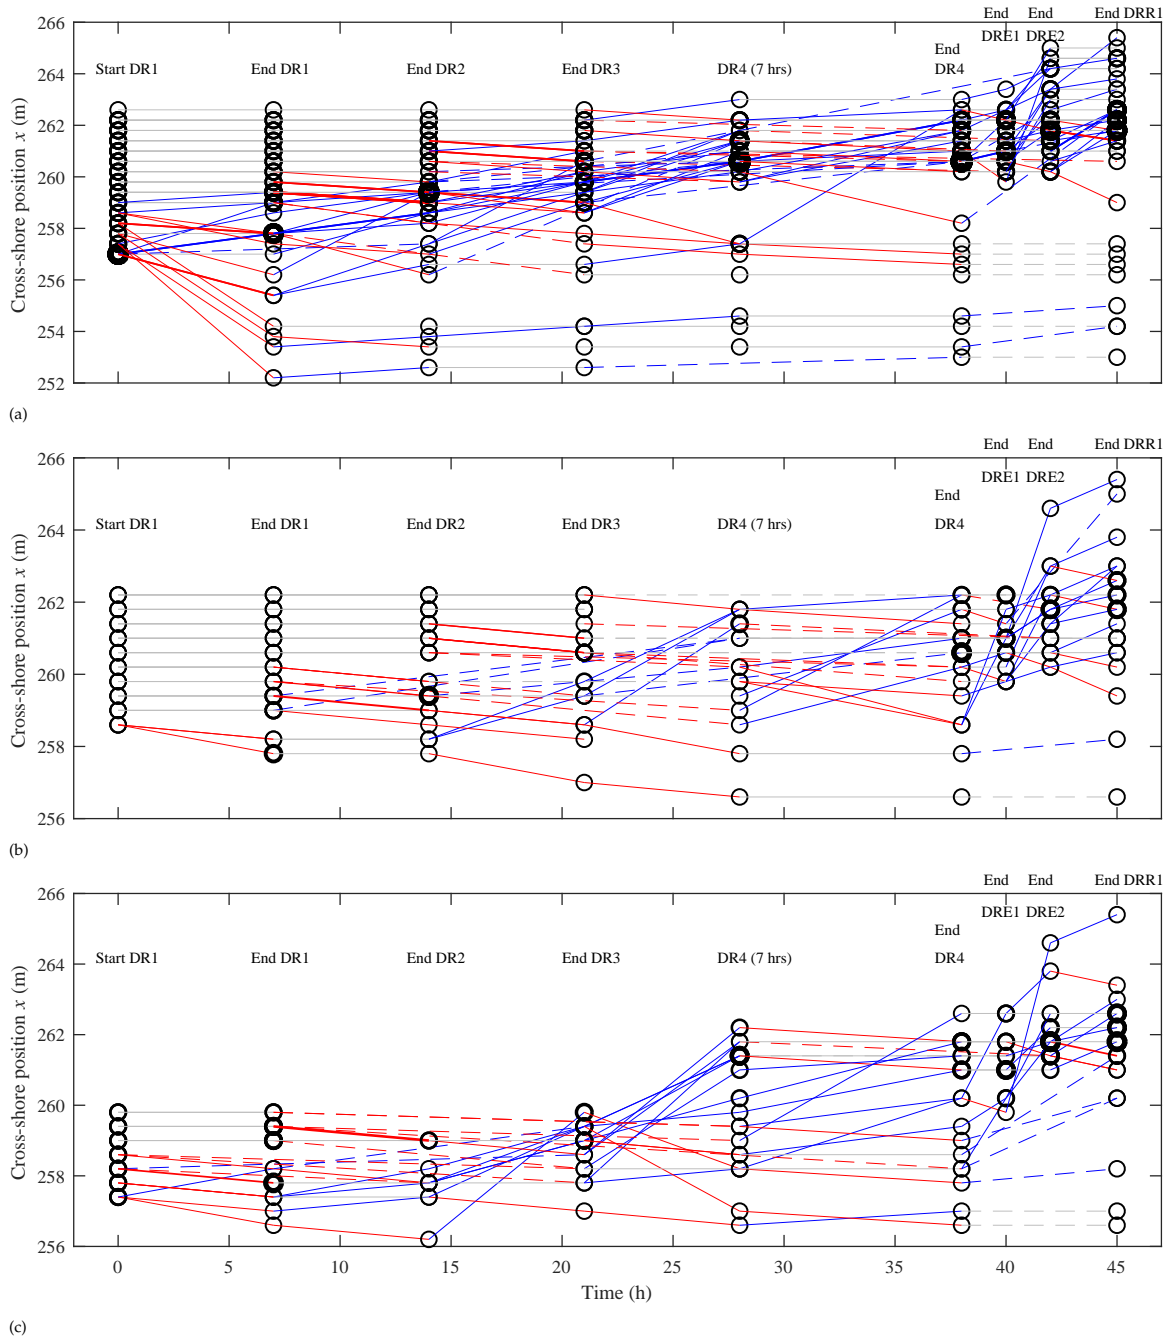 End End End DRR1
DRE1 DRE2
End
DR4
Start DR1 End DR1 End DR2 End DR3 DR4 (7 hrs)
266
264
262
260
258
256
254
252
Cross-shore position x (m)
(a)
End End End DRR1
DRE1 DRE2
End
DR4
Start DR1 End DR1 End DR2 End DR3 DR4 (7 hrs)
266
264
262
260
258
256
Cross-shore position x (m)
(b)
End End End DRR1
DRE1 DRE2
End
DR4
Start DR1 End DR1 End DR2 End DR3 DR4 (7 hrs)
266
264
262
260
258
256
Cross-shore position x (m)
0 5 10 15 20 25 30 35 40 45
Time (h)
(c)